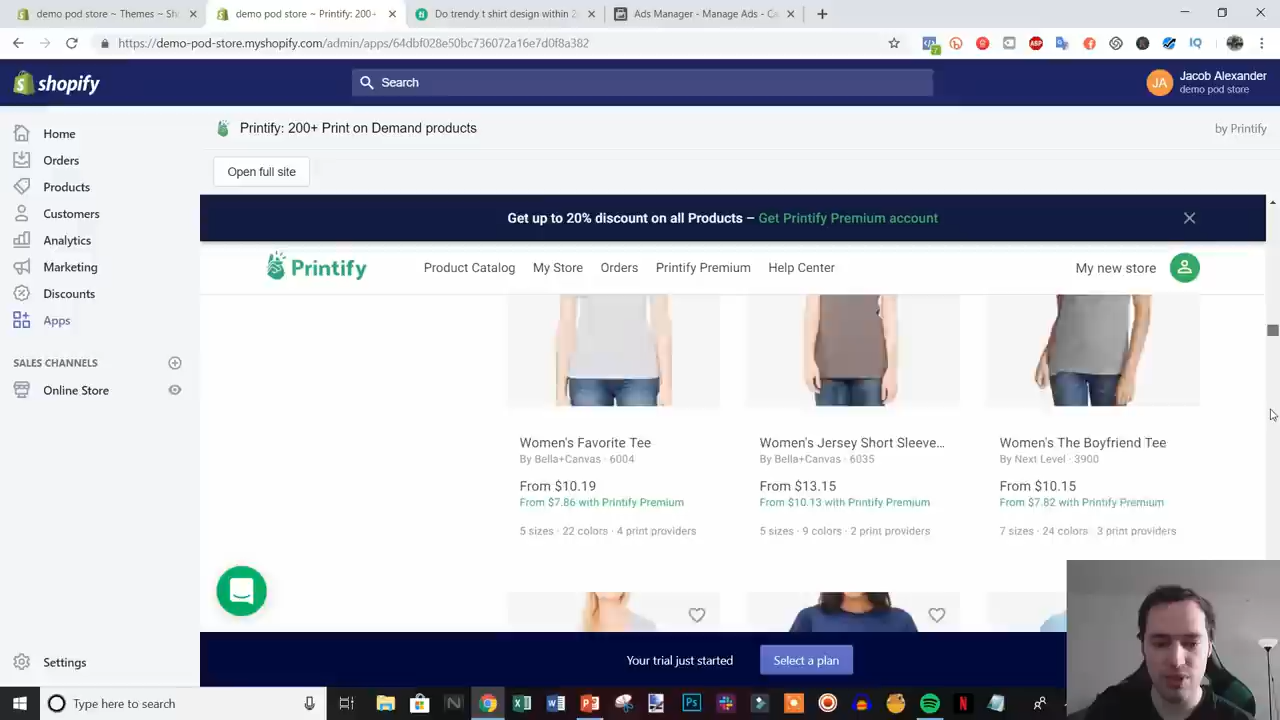 demo pod store ~ Themes ~ Sh
demo pod store ~ Printify: 200+
Do trendy t shirt design within 2
Ads Manager - Manage Ads - Ca
https://demo-pod-store.myshopify.com/admin/apps/64dbf028e50bc736072a16e7d0f8a382
ABP
IQ
shopify
Search
JA
Jacob Alexander
demo pod store
Home
Orders
Products
Customers
Analytics
Marketing
Discounts
Apps
SALES CHANNELS
Online Store
Settings
Printify: 200+ Print on Demand products
by Printify
Open full site
Get up to 20% discount on all Products – Get Printify Premium account
Printify
Product Catalog
My Store
Orders
Printify Premium
Help Center
My new store
Women's Favorite Tee
By Bella+Canvas · 6004
From $10.19
From $7.86 with Printify Premium
5 sizes · 22 colors · 4 print providers
Women's Jersey Short Sleeve...
By Bella+Canvas · 6035
From $13.15
From $10.13 with Printify Premium
5 sizes · 9 colors · 2 print providers
Women's The Boyfriend Tee
By Next Level · 3900
From $10.15
From $7.82 with Printify Premium
7 sizes · 24 colors · 3 print providers
Your trial just started
Select a plan
Type here to search
Ps